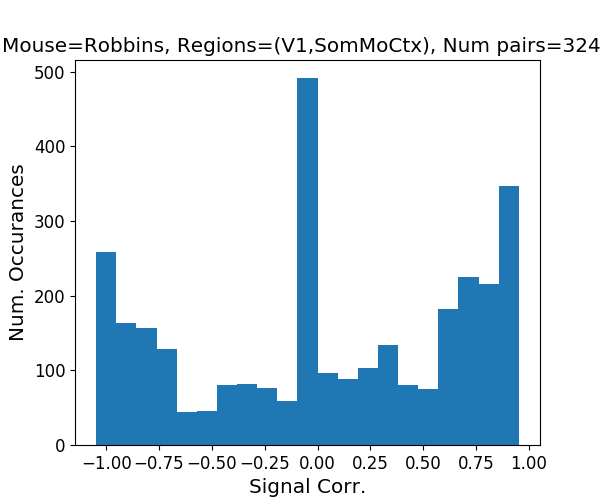 Mouse=Robbins, Regions=(V1,SomMoCtx), Num pairs=324
500
400
300
200
100
0
Num. Occurances
−1.00 −0.75 −0.50 −0.25 0.00 0.25 0.50 0.75 1.00
Signal Corr.